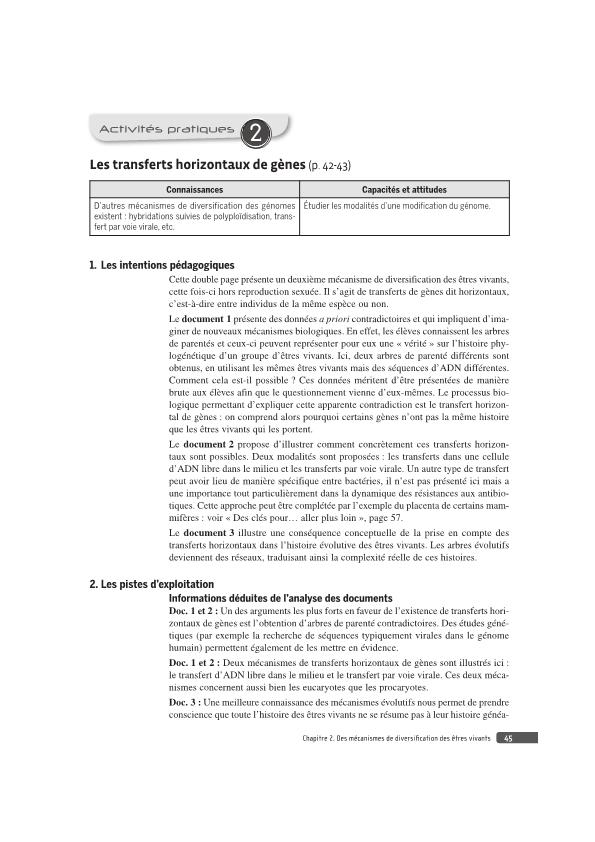 Activités pratiques 2
Les transferts horizontaux de gènes (p. 42-43)
Connaissances
Capacités et attitudes
D'autres mécanismes de diversification des génomes
existent : hybridations suivies de polyploïdisation, trans-
fert par voie virale, etc.
Étudier les modalités d'une modification du génome.
1. Les intentions pédagogiques
Cette double page présente un deuxième mécanisme de diversification des êtres vivants,
cette fois-ci hors reproduction sexuée. Il s'agit de transferts de gènes dit horizontaux,
c'est-à-dire entre individus de la même espèce ou non.
Le document 1 présente des données a priori contradictoires et qui impliquent d'ima-
giner de nouveaux mécanismes biologiques. En effet, les élèves connaissent les arbres
de parentés et ceux-ci peuvent représenter pour eux une « vérité » sur l'histoire phy-
logénétique d'un groupe d'êtres vivants. Ici, deux arbres de parenté différents sont
obtenus, en utilisant les mêmes êtres vivants mais des séquences d'ADN différentes.
Comment cela est-il possible ? Ces données méritent d'être présentées de manière
brute aux élèves afin que le questionnement vienne d'eux-mêmes. Le processus bio-
logique permettant d'expliquer cette apparente contradiction est le transfert horizon-
tal de gènes : on comprend alors pourquoi certains gènes n'ont pas la même histoire
que les êtres vivants qui les portent.
Le document 2 propose d'illustrer comment concrètement ces transferts horizon-
taux sont possibles. Deux modalités sont proposées : les transferts dans une cellule
d'ADN libre dans le milieu et les transferts par voie virale. Un autre type de transfert
peut avoir lieu de manière spécifique entre bactéries, il n'est pas présenté ici mais a
une importance tout particulièrement dans la dynamique des résistances aux antibio-
tiques. Cette approche peut être complétée par l'exemple du placenta de certains mam-
mifères : voir « Des clés pour… aller plus loin », page 57.
Le document 3 illustre une conséquence conceptuelle de la prise en compte des
transferts horizontaux dans l'histoire évolutive des êtres vivants. Les arbres évolutifs
deviennent des réseaux, traduisant ainsi la complexité réelle de ces histoires.
2. Les pistes d'exploitation
Informations déduites de l'analyse des documents
Doc. 1 et 2 : Un des arguments les plus forts en faveur de l'existence de transferts hori-
zontaux de gènes est l'obtention d'arbres de parenté contradictoires. Des études géné-
tiques (par exemple la recherche de séquences typiquement virales dans le génome
humain) permettent également de les mettre en évidence.
Doc. 1 et 2 : Deux mécanismes de transferts horizontaux de gènes sont illustrés ici :
le transfert d'ADN libre dans le milieu et le transfert par voie virale. Ces deux méca-
nismes concernent aussi bien les eucaryotes que les procaryotes.
Doc. 3 : Une meilleure connaissance des mécanismes évolutifs nous permet de prendre
conscience que toute l'histoire des êtres vivants ne se résume pas à leur histoire généa-
Chapitre 2. Des mécanismes de diversification des êtres vivants 45